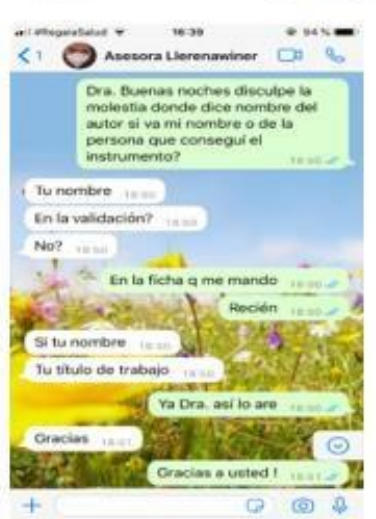 #RegalaSalud
16:39
94 %
1
Asesora Llerenawiner
Dra. Buenas noches disculpe la
molestia donde dice nombre del
autor si va mi nombre o de la
persona que conseguí el
instrumento?
Tu nombre
En la validación?
No?
En la ficha q me mando
Recién
Si tu nombre
Tu título de trabajo
Ya Dra. así lo are
Gracias
Gracias a usted !